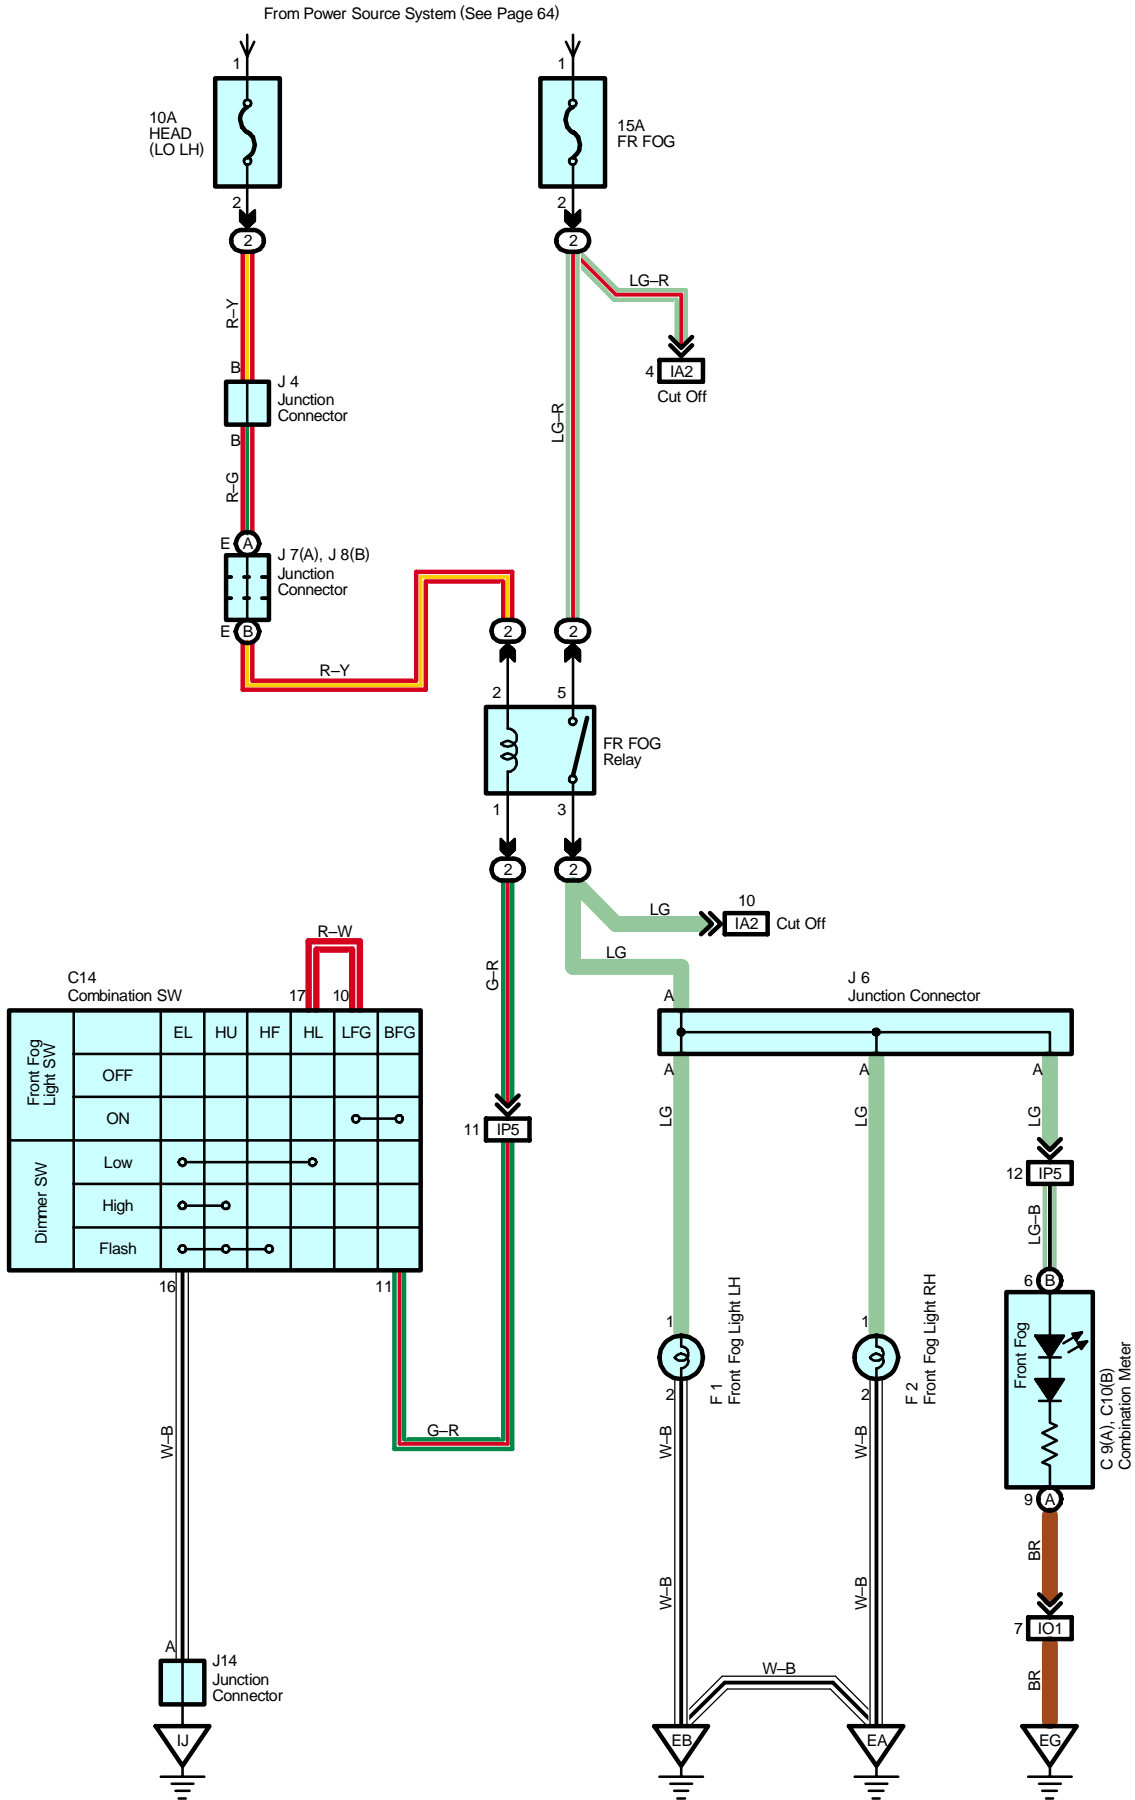 From Power Source System (See Page 64)
1
1
10A
HEAD
(LO LH)
15A
FR FOG
2
2
2
2
LG–R
R–Y
4
IA2
Cut Off
B
J 4
Junction
Connector
B
LG–R
R–G
E
A
J 7(A), J 8(B)
Junction
Connector
E
B
2
2
R–Y
2
5
FR FOG
Relay
1
3
2
2
10
LG
IA2
Cut Off
R–W
LG
G–R
C14
Combination SW
17
10
A
J 6
Junction Connector
Front Fog
Light SW
EL
HU
HF
HL
LFG
BFG
OFF
ON
Dimmer SW
Low
High
Flash
A
A
A
LG
LG
LG
11
IP5
12
IP5
LG–B
16
11
6
B
1
1
Front Fog
2
2
F 1
Front Fog Light LH
F 2
Front Fog Light RH
C 9(A), C10(B)
Combination Meter
W–B
G–R
W–B
W–B
9
A
BR
W–B
W–B
7
IO1
A
J14
Junction
Connector
W–B
BR
IJ
EB
EA
EG